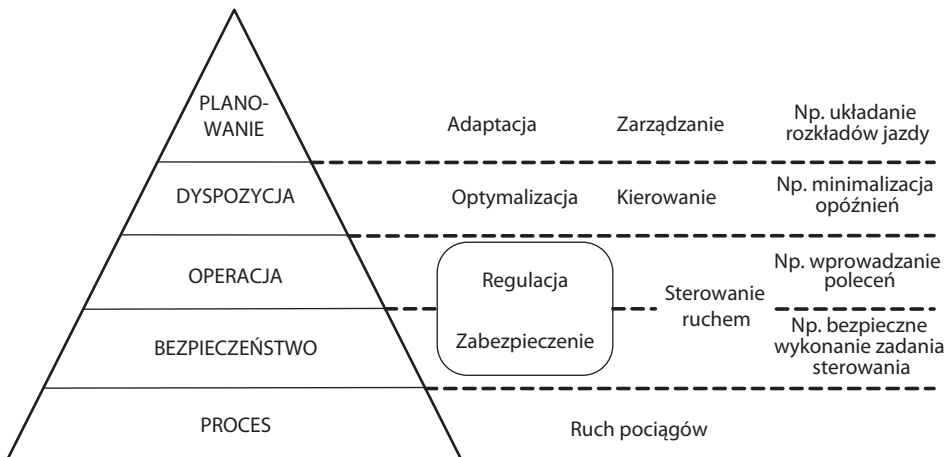 PLANO-
WANIE
Adaptacja
Zarządzanie
Np. układanie
rozkładów jazdy
DYSPOZYCJA
Optymalizacja
Kierowanie
Np. minimalizacja
opóźnień
OPERACJA
Regulacja
Sterowanie
ruchem
Np. wprowadzanie
poleceń
BEZPIECZEŃSTWO
Zabezpieczenie
Np. bezpieczne
wykonanie zadania
sterowania
PROCES
Ruch pociągów